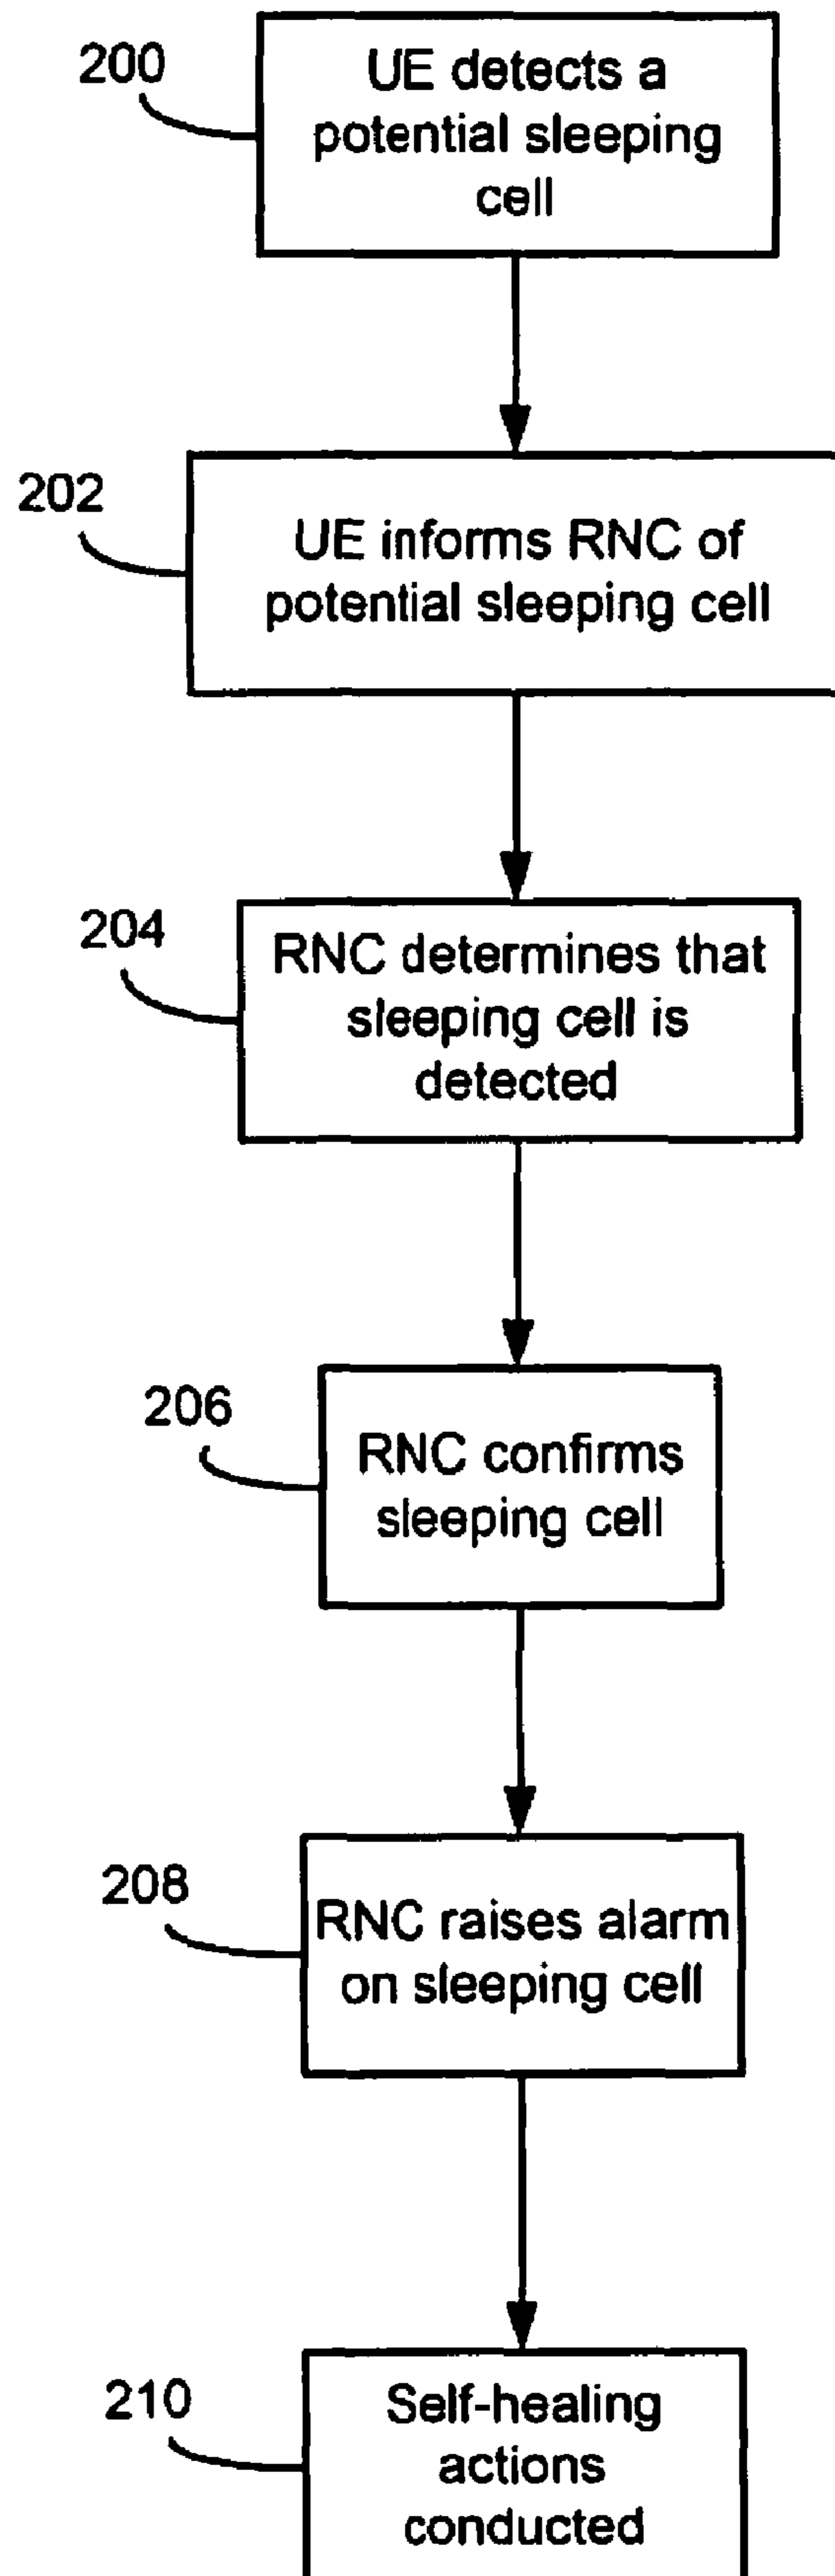 200
UE detects a
potential sleeping
cell
202
UE informs RNC of
potential sleeping cell
204
RNC determines that
sleeping cell is
detected
206
RNC confirms
sleeping cell
208
RNC raises alarm
on sleeping cell
210
Self-healing
actions
conducted